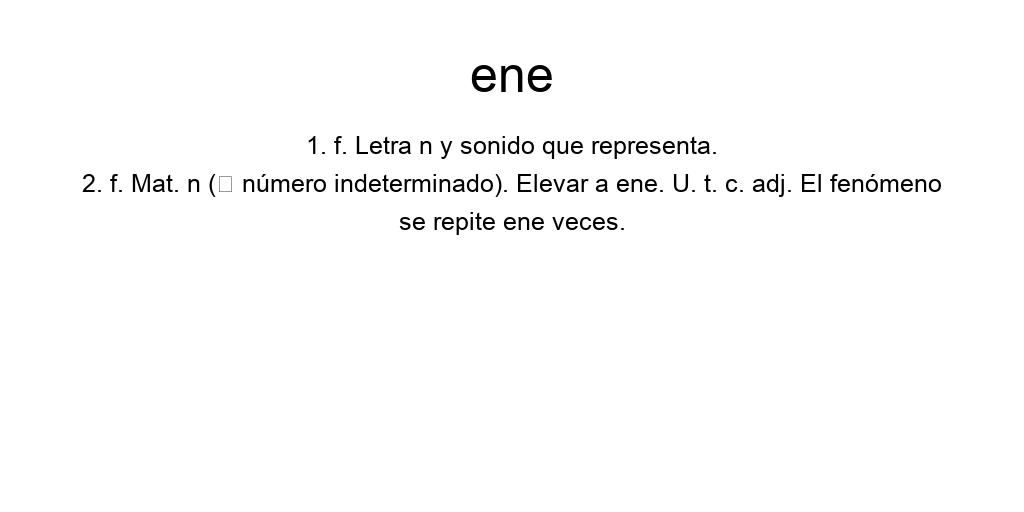 ene
1. f. Letra n y sonido que representa.
2. f. Mat. n (□ número indeterminado). Elevar a ene. U. t. c. adj. El fenómeno
se repite ene veces.